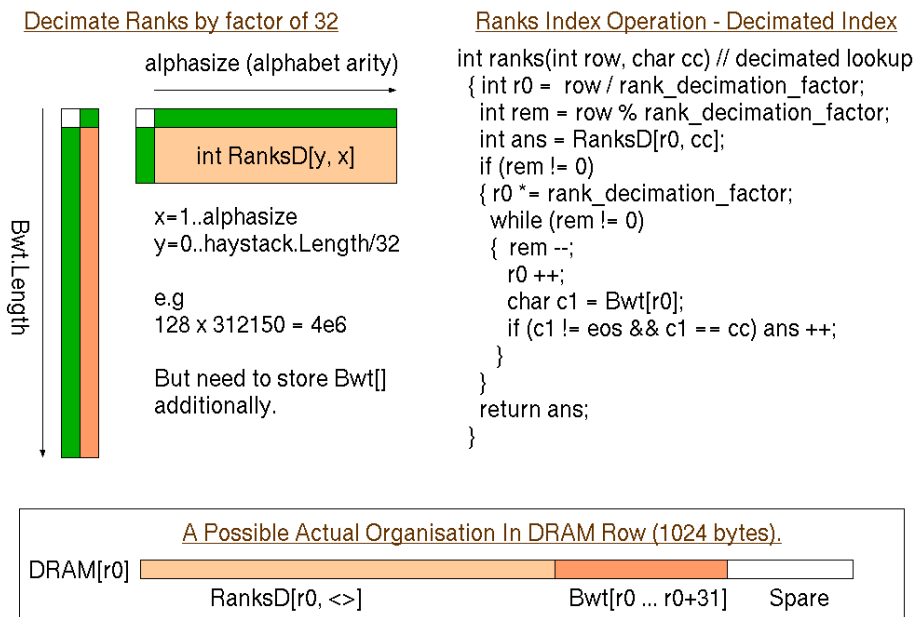 Decimate Ranks by factor of 32
alphasize (alphabet arity)
int RanksD[y, x]
Bwt.Length
x=1..alphasize
y=0..haystack.Length/32
e.g
128 x 312150 = 4e6
But need to store Bwt[]
additionally.
Ranks Index Operation - Decimated Index
int ranks(int row, char cc) // decimated lookup
{ int r0 = row / rank_decimation_factor;
int rem = row % rank_decimation_factor;
int ans = RanksD[r0, cc];
if (rem != 0)
{ r0 *= rank_decimation_factor;
while (rem != 0)
{ rem --;
r0 ++;
char c1 = Bwt[r0];
if (c1 != eos && c1 == cc) ans ++;
}
}
return ans;
}
A Possible Actual Organisation In DRAM Row (1024 bytes).
DRAM[r0]
RanksD[r0, <>]
Bwt[r0 ... r0+31]
Spare